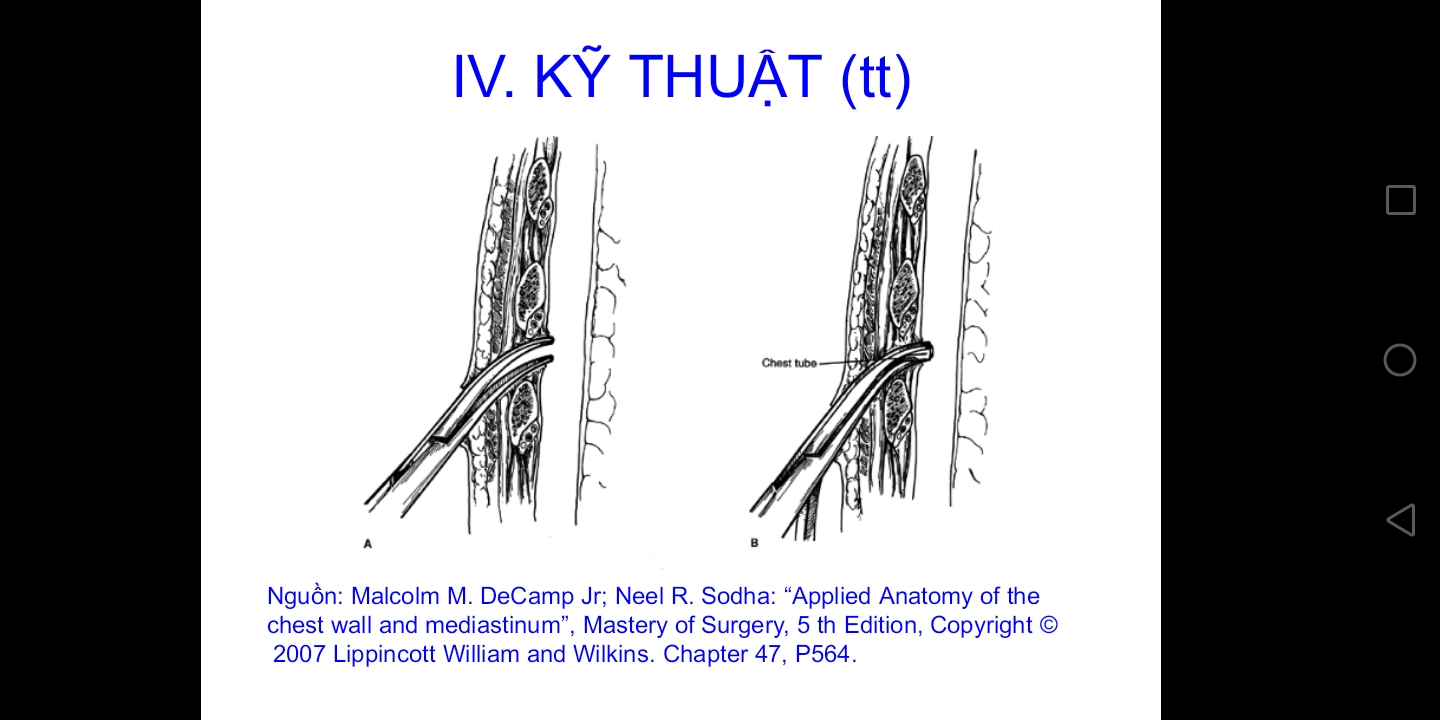 IV. KỸ THUẬT (tt)
Chest tube
A
B
Nguồn: Malcolm M. DeCamp Jr; Neel R. Sodha: “Applied Anatomy of the
chest wall and mediastinum”, Mastery of Surgery, 5 th Edition, Copyright ©
2007 Lippincott William and Wilkins. Chapter 47, P564.